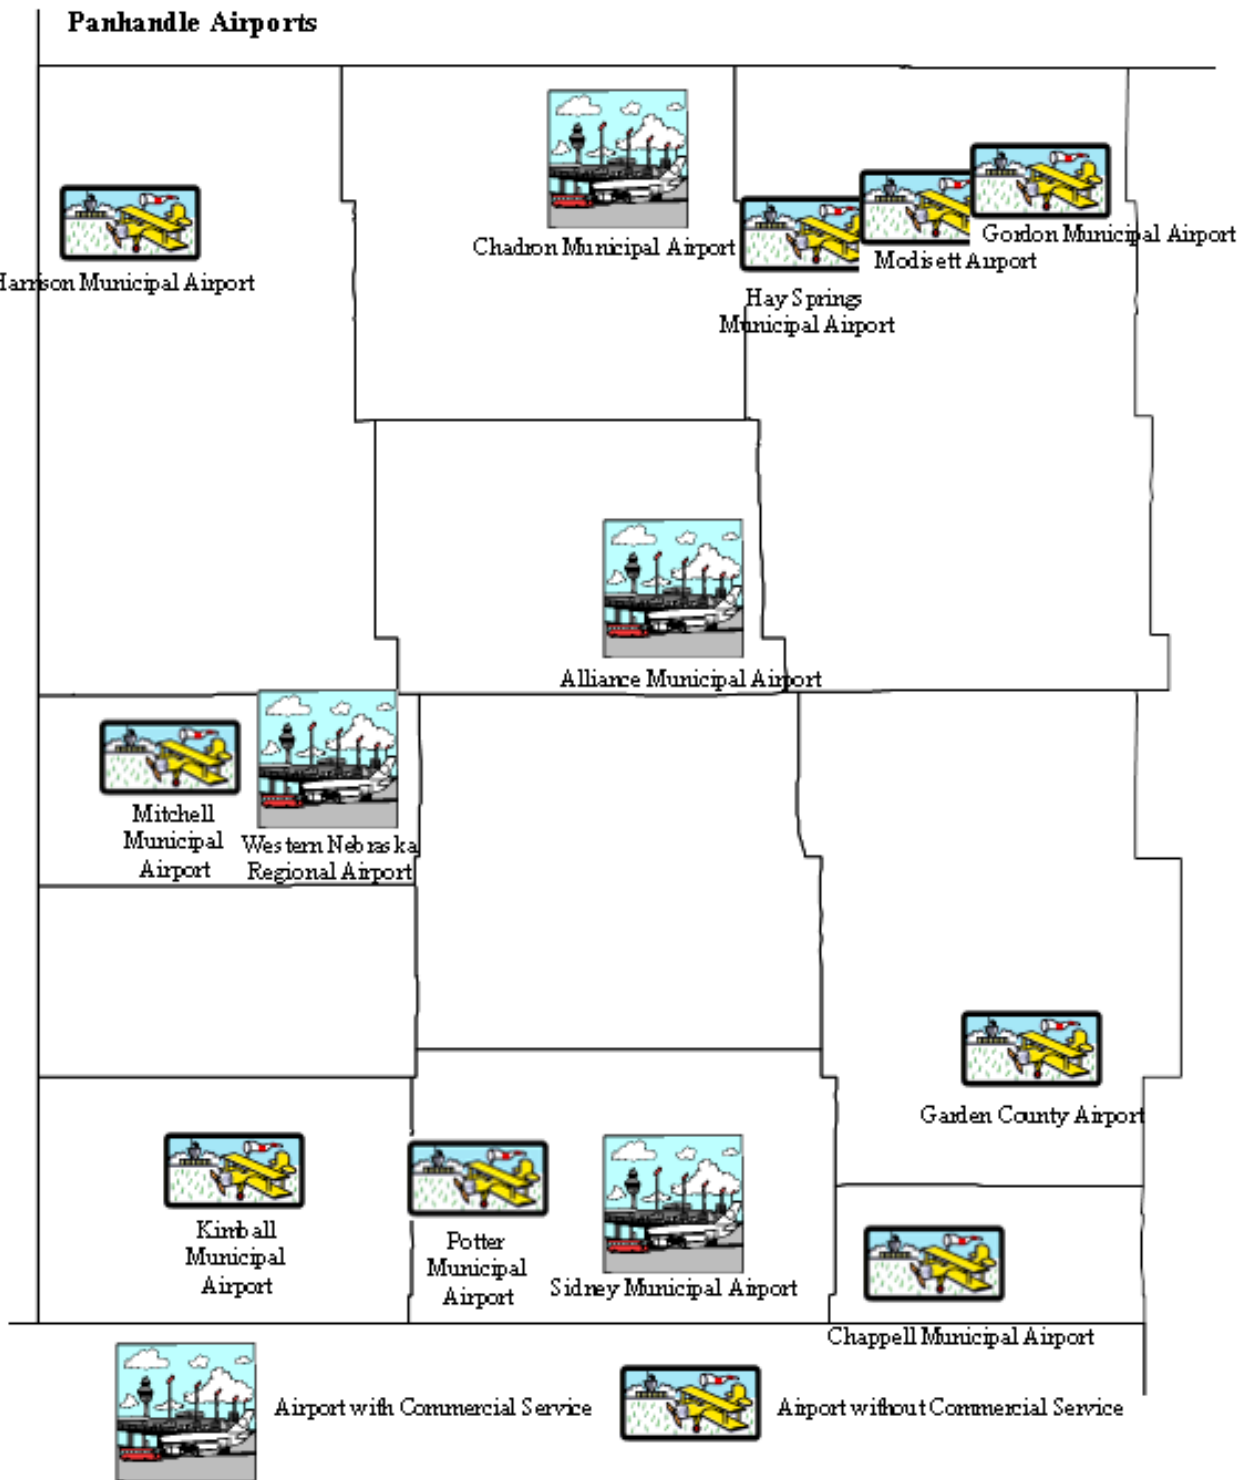 Panhandle Airports
Chadron Municipal Airport
Gordon Municipal Airport
Modisett Airport
Harrison Municipal Airport
Hay Springs
Municipal Airport
Alliance Municipal Airport
Mitchell
Municipal
Airport
Western Nebraska
Regional Airport
Garden County Airport
Kimball
Municipal
Airport
Potter
Municipal
Airport
Sidney Municipal Airport
Chappell Municipal Airport
Airport with Commercial Service
Airport without Commercial Service